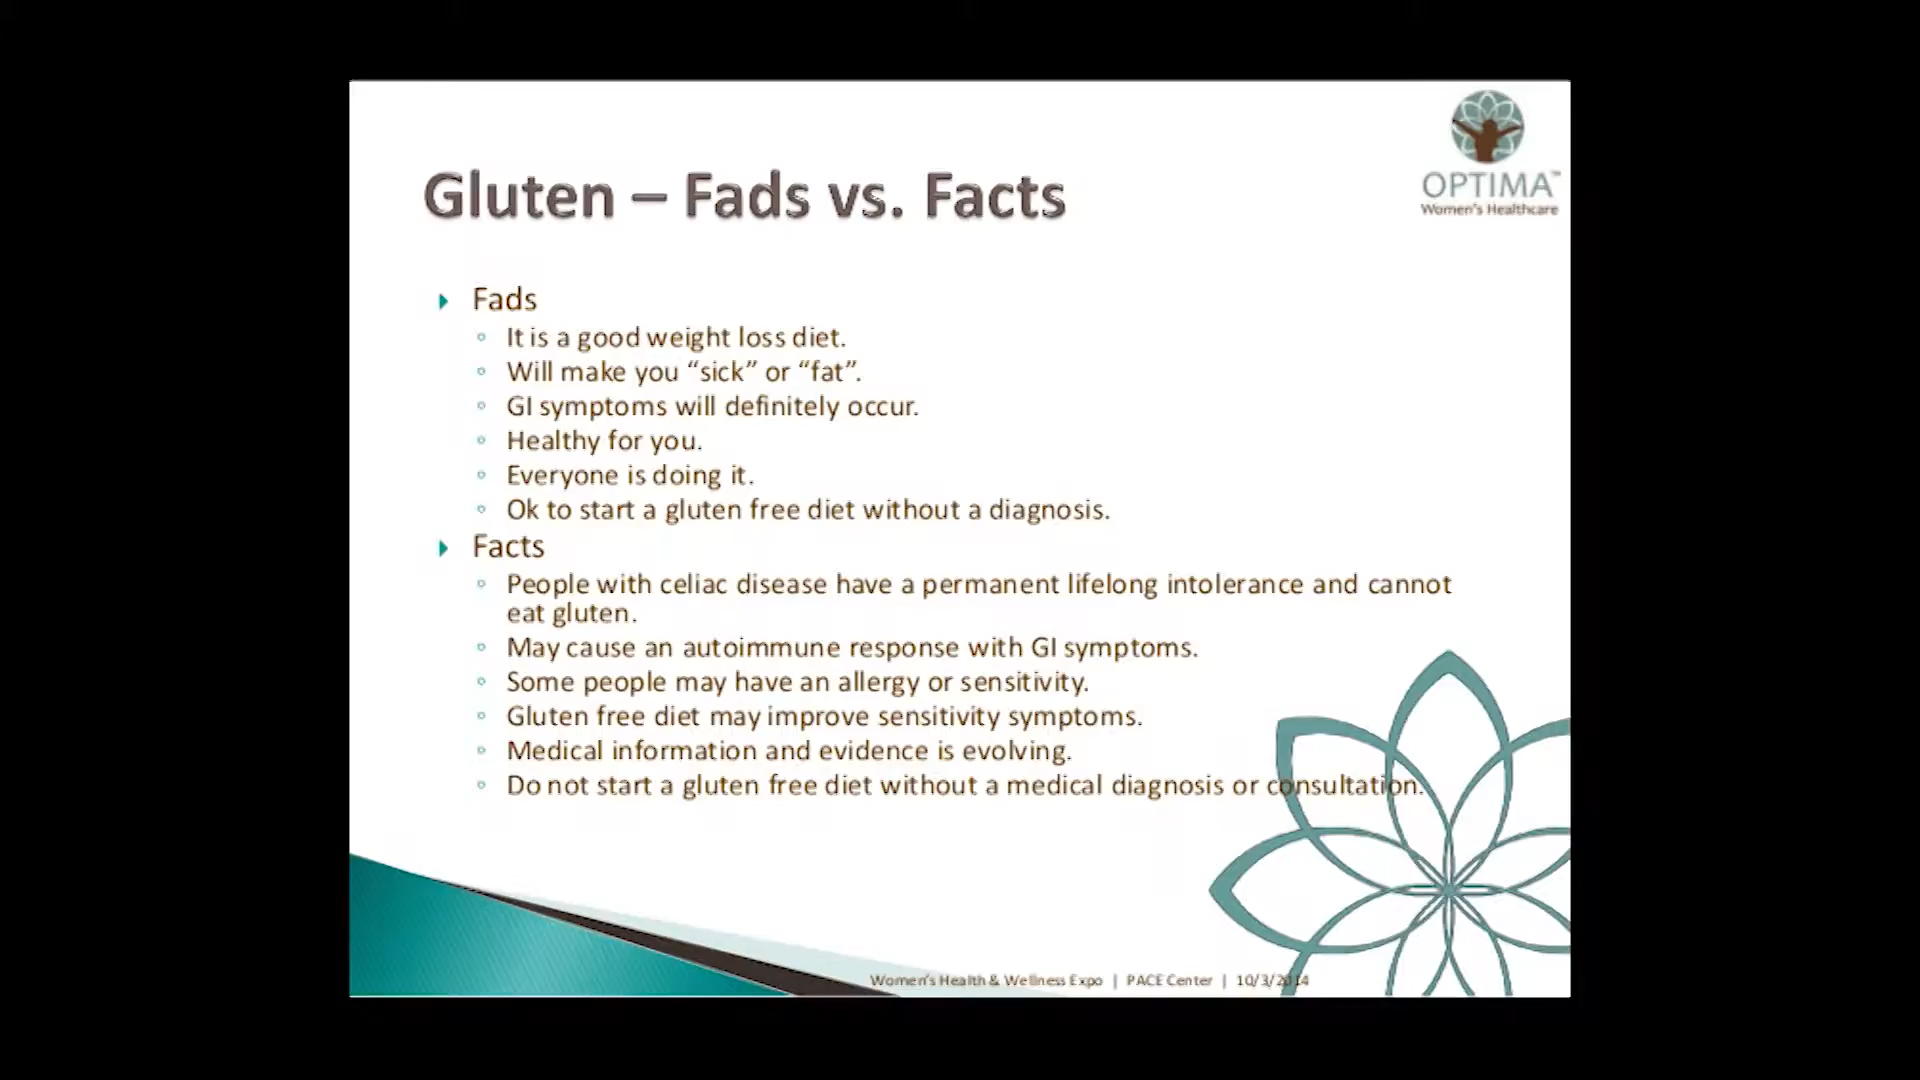 OPTIMA™
Women's Healthcare
Gluten – Fads vs. Facts
Fads
It is a good weight loss diet.
Will make you “sick” or “fat”.
GI symptoms will definitely occur.
Healthy for you.
Everyone is doing it.
Ok to start a gluten free diet without a diagnosis.
Facts
People with celiac disease have a permanent lifelong intolerance and cannot
eat gluten.
May cause an autoimmune response with GI symptoms.
Some people may have an allergy or sensitivity.
Gluten free diet may improve sensitivity symptoms.
Medical information and evidence is evolving.
Do not start a gluten free diet without a medical diagnosis or consultation.
Women's Health & Wellness Expo | PACE Center | 10/3/2014